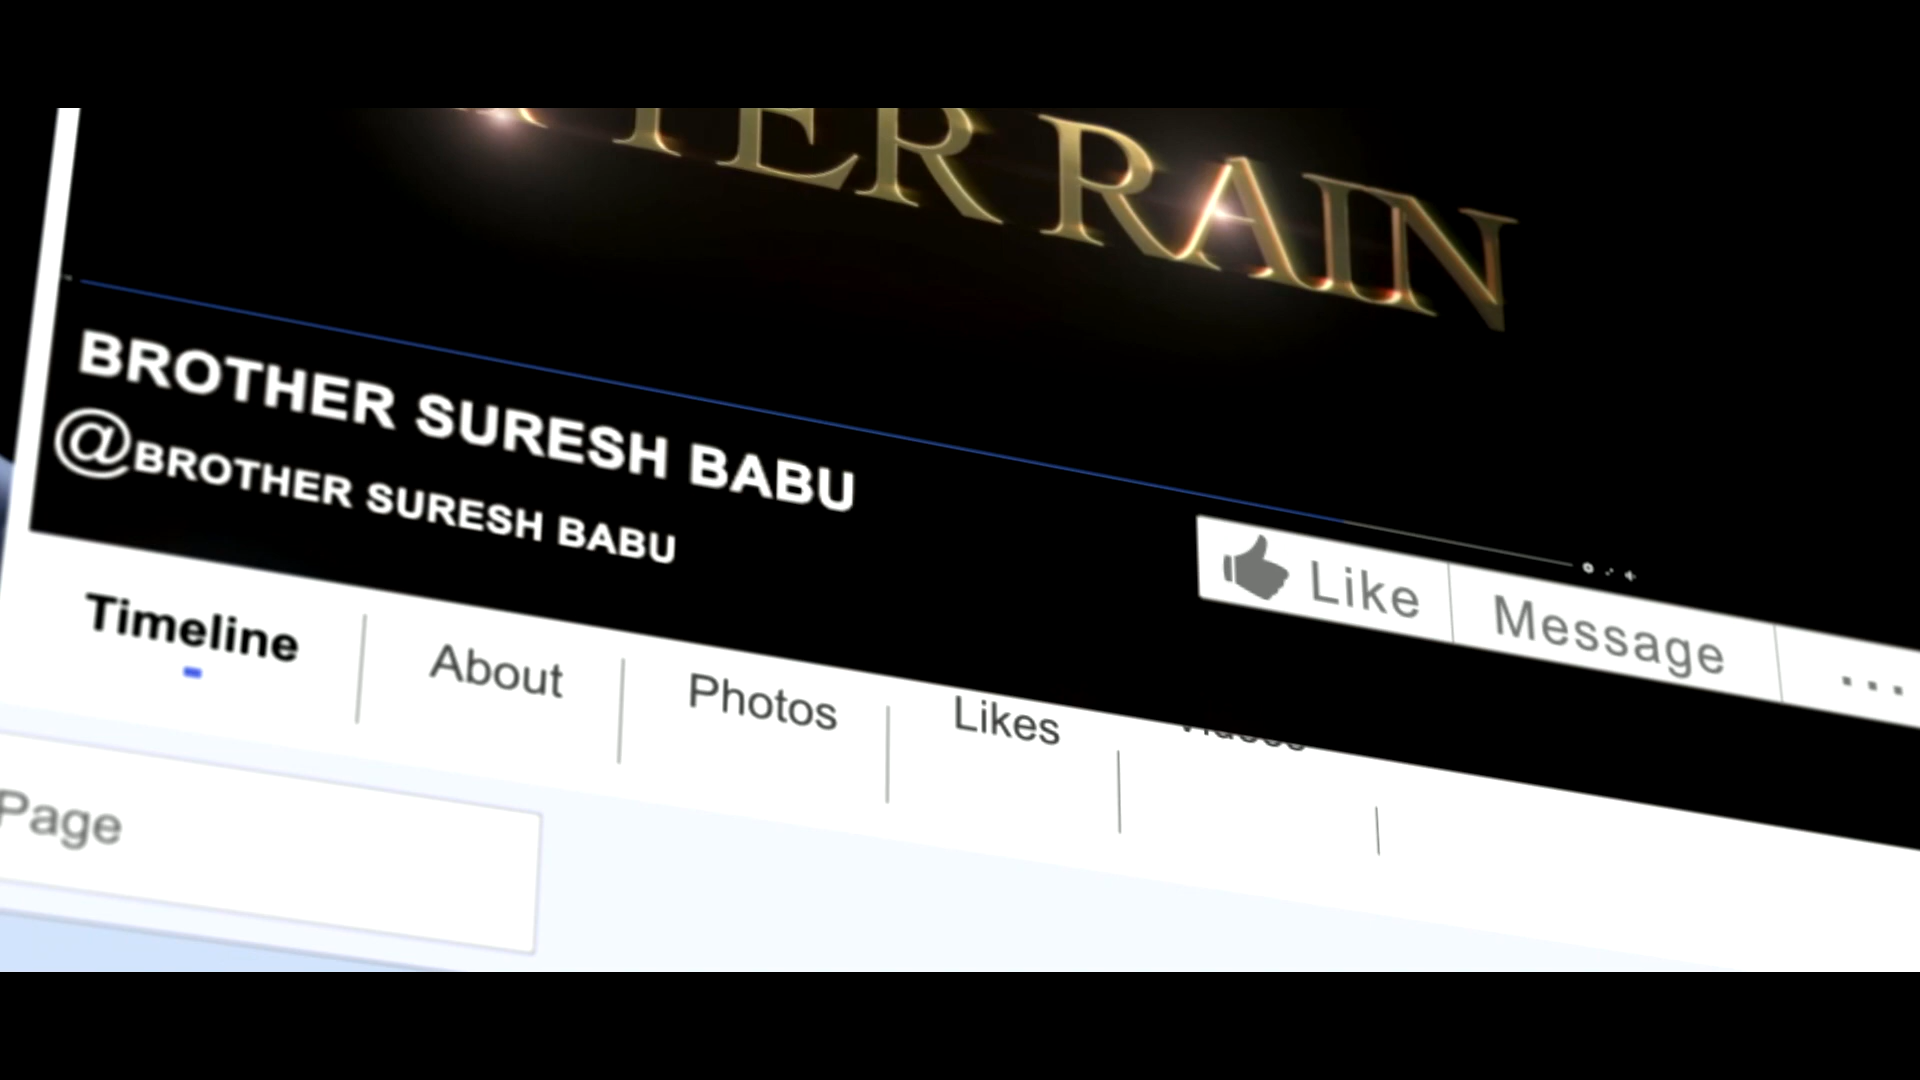 TER RAIN
BROTHER SURESH BABU
@BROTHER SURESH BABU
Like
Message
...
Timeline
About
Photos
Likes
Page